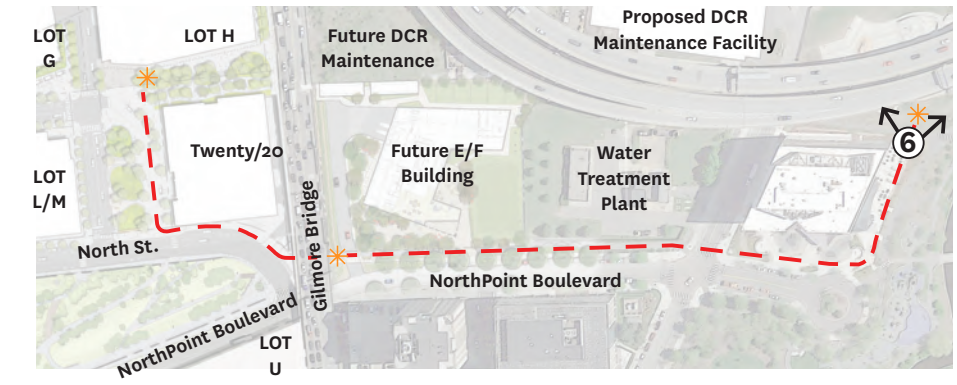 LOT
G
LOT H
Future DCR
Maintenance
Proposed DCR
Maintenance Facility
Twenty/20
Future E/F
Building
Water
Treatment
Plant
6
LOT
L/M
Gilmore Bridge
North St.
NorthPoint Boulevard
NorthPoint Boulevard
LOT
U